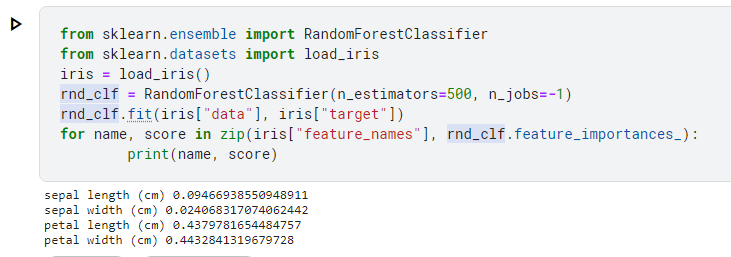 from sklearn.ensemble import RandomForestClassifier
from sklearn.datasets import load_iris
iris = load_iris()
rnd_clf = RandomForestClassifier(n_estimators=500, n_jobs=-1)
rnd_clf.fit(iris["data"], iris["target"])
for name, score in zip(iris["feature_names"], rnd_clf.feature_importances_):
        print(name, score)
sepal length (cm) 0.09466938550948911
sepal width (cm) 0.024068317074062442
petal length (cm) 0.4379781654484757
petal width (cm) 0.4432841319679728